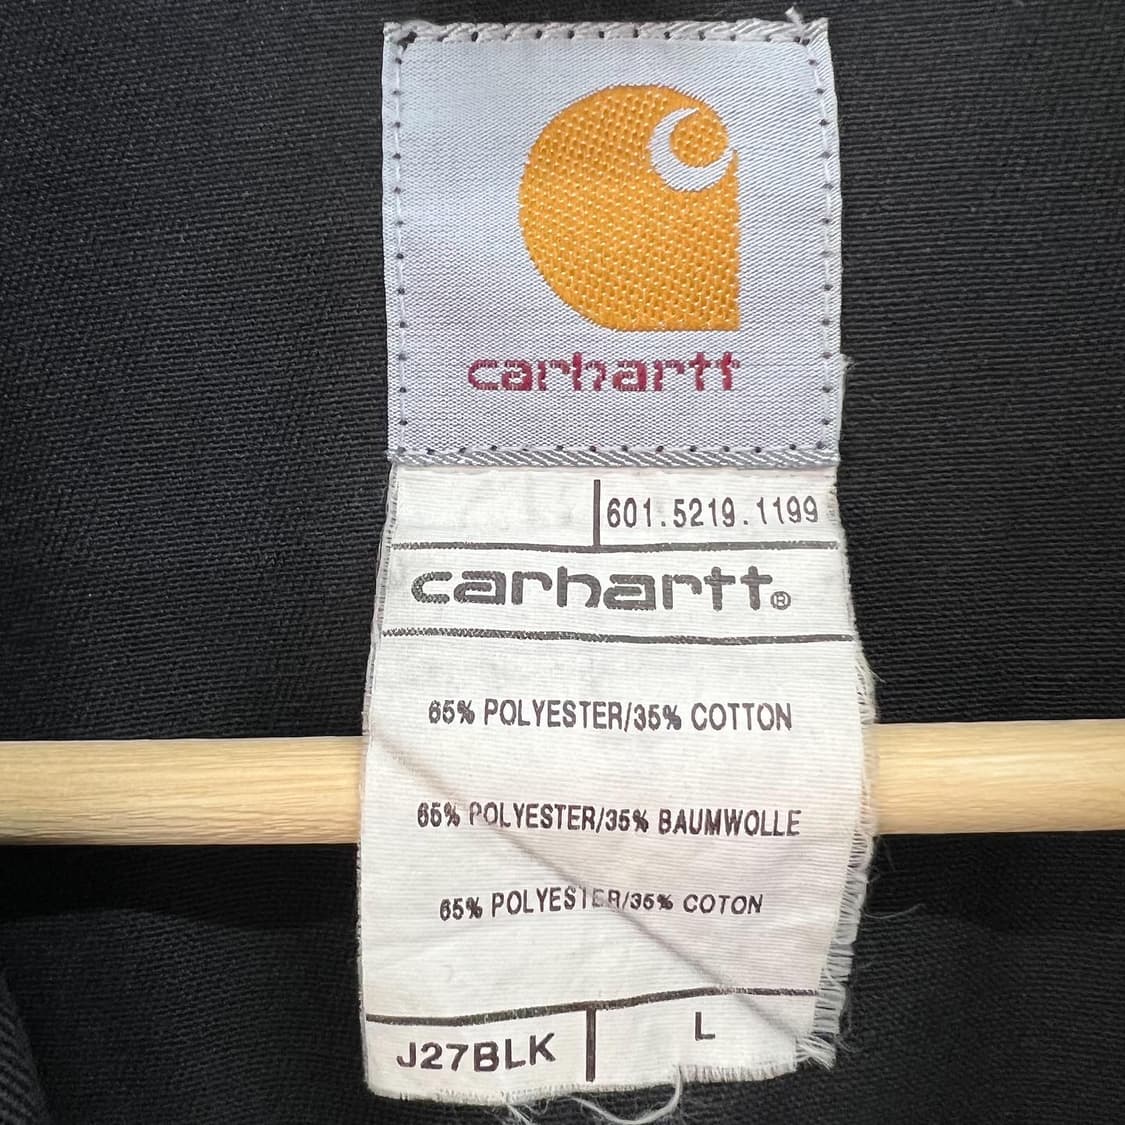 carhartt
601.5219.1199
carhartt®
65% POLYESTER/35% COTTON
65% POLYESTER/35% BAUMWOLLE
65% POLYESTER/35% COTON
J27BLK
L